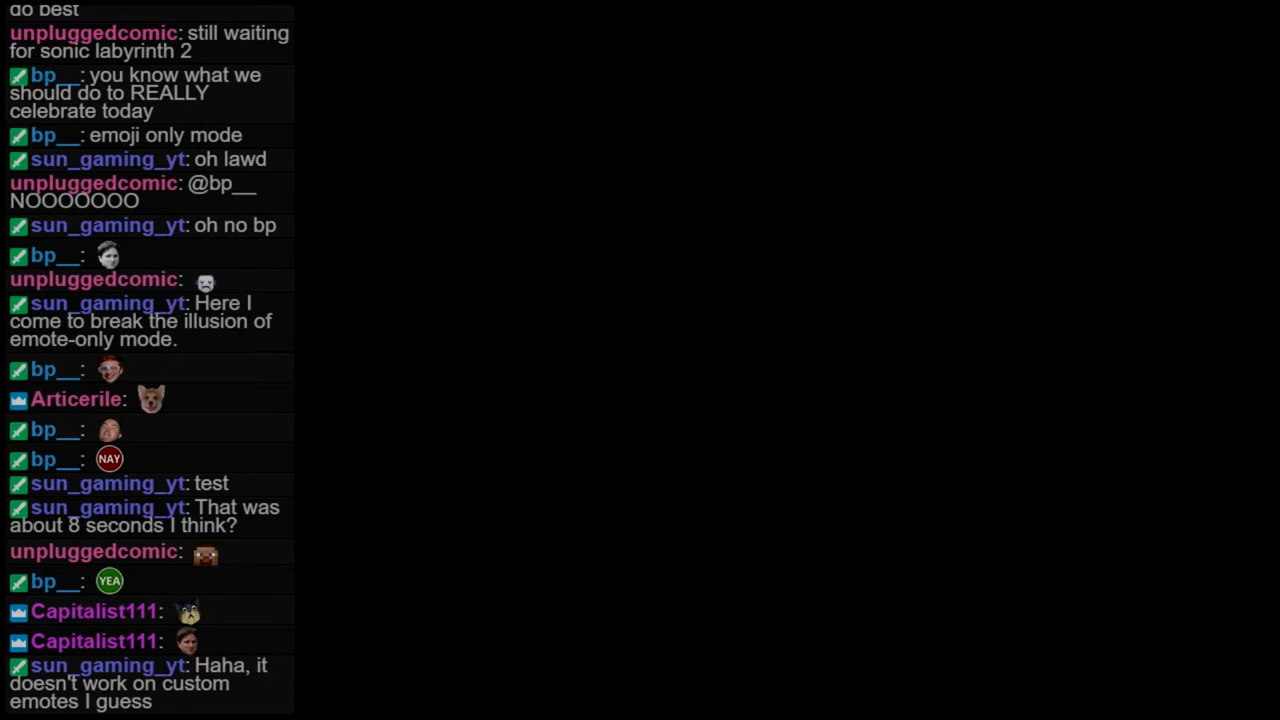 do best
unpluggedcomic: still waiting
for sonic labyrinth 2
bp__: you know what we
should do to REALLY
celebrate today
bp__: emoji only mode
sun_gaming_yt: oh lawd
unpluggedcomic: @bp__
NOOOOOOO
sun_gaming_yt: oh no bp
bp__:
unpluggedcomic:
sun_gaming_yt: Here I
come to break the illusion of
emote-only mode.
bp__:
Articerile:
bp__:
bp__: NAY
sun_gaming_yt: test
sun_gaming_yt: That was
about 8 seconds I think?
unpluggedcomic:
bp__: YEA
Capitalist111:
Capitalist111:
sun_gaming_yt: Haha, it
doesn't work on custom
emotes I guess